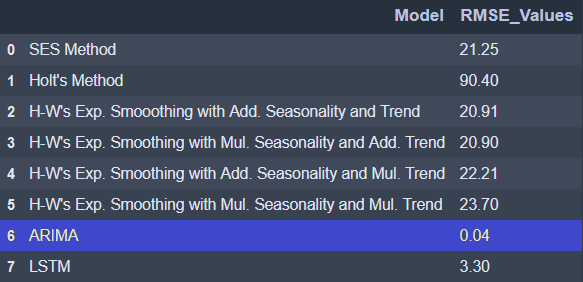 Model RMSE_Values
0 SES Method 21.25
1 Holt's Method 90.40
2 H-W's Exp. Smooothing with Add. Seasonality and Trend 20.91
3 H-W's Exp. Smoothing with Mul. Seasonality and Add. Trend 20.90
4 H-W's Exp. Smoothing with Add. Seasonality and Mul. Trend 22.21
5 H-W's Exp. Smoothing with Mul. Seasonality and Mul. Trend 23.70
6 ARIMA 0.04
7 LSTM 3.30